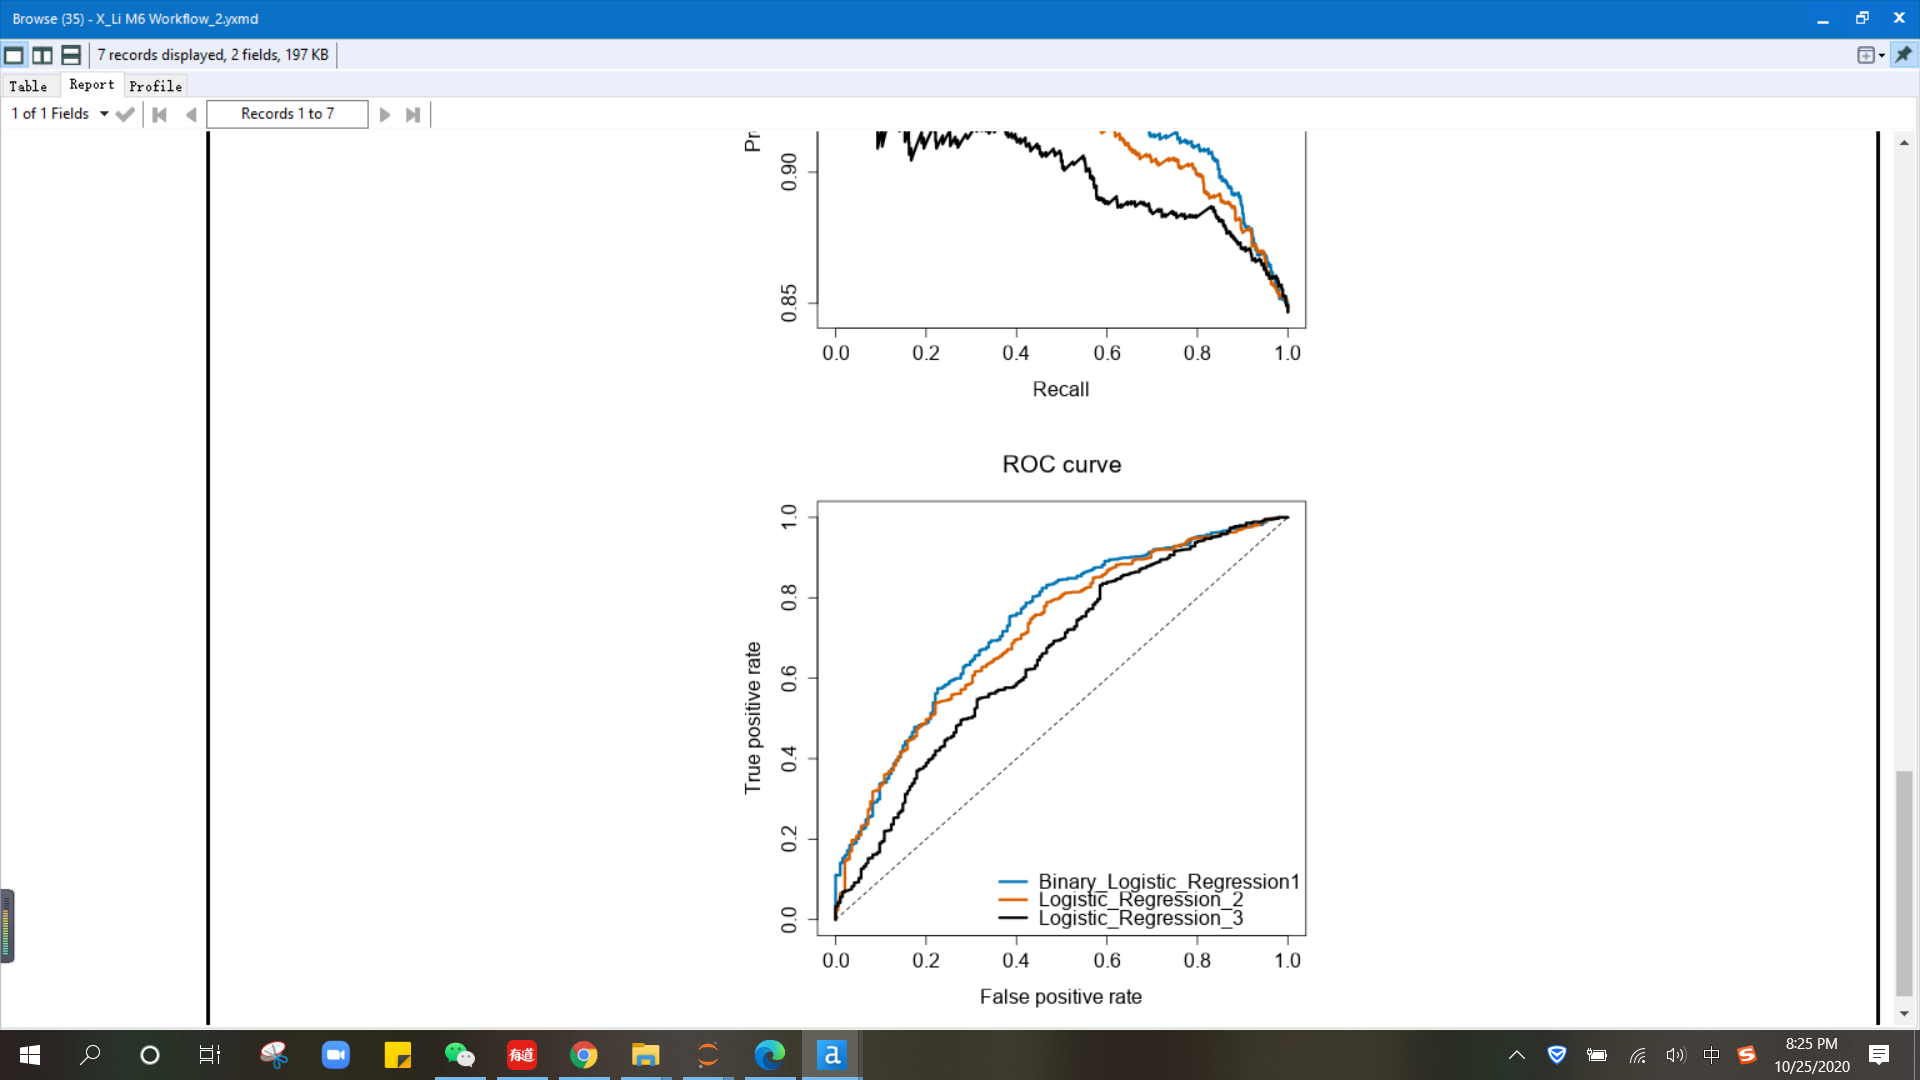 Browse (35) - X_Li M6 Workflow_2.yxmd
7 records displayed, 2 fields, 197 KB
Table Report Profile
1 of 1 Fields Records 1 to 7
Pr
0.90
0.85
0.0 0.2 0.4 0.6 0.8 1.0
Recall
ROC curve
True positive rate
1.0
0.8
0.6
0.4
0.2
0.0
Binary_Logistic_Regression1
Logistic_Regression_2
Logistic_Regression_3
0.0 0.2 0.4 0.6 0.8 1.0
False positive rate
有道
a
中
S
8:25 PM
10/25/2020